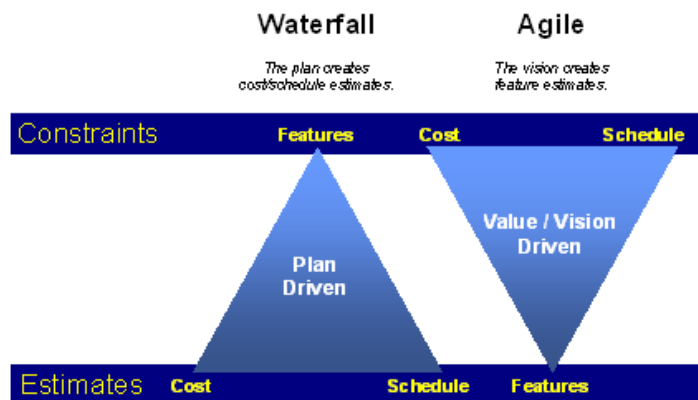 Waterfall
Agile
The plan creates
cost/schedule estimates.
The vision creates
feature estimates.
Constraints
Features
Cost
Schedule
Value / Vision
Driven
Plan
Driven
Estimates
Cost
Schedule
Features